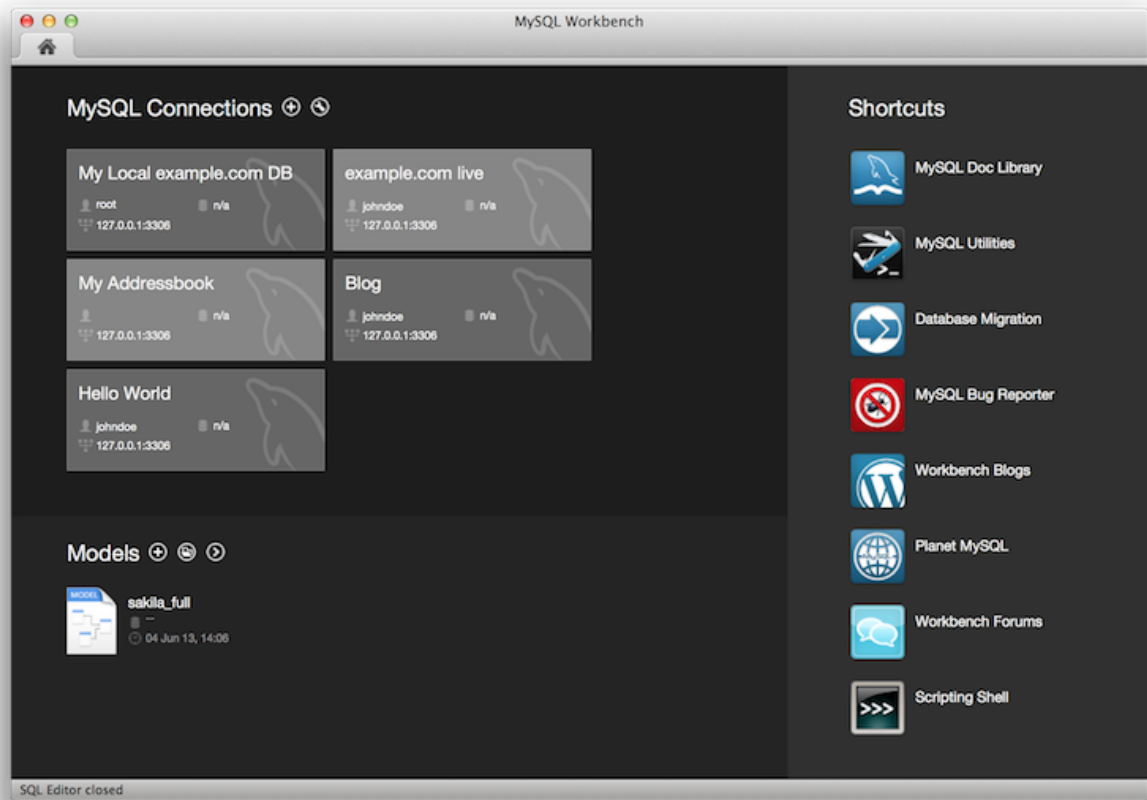 MySQL Workbench
MySQL Connections
My Local example.com DB
root n/a
127.0.0.1:3306
example.com live
johndoe n/a
127.0.0.1:3306
My Addressbook
n/a
127.0.0.1:3306
Blog
johndoe n/a
127.0.0.1:3306
Hello World
johndoe n/a
127.0.0.1:3306
Models
MODEL
sakila_full
--
04 Jun 13, 14:06
Shortcuts
MySQL Doc Library
MySQL Utilities
>_
Database Migration
MySQL Bug Reporter
Workbench Blogs
Planet MySQL
Workbench Forums
>>>
Scripting Shell
SQL Editor closed